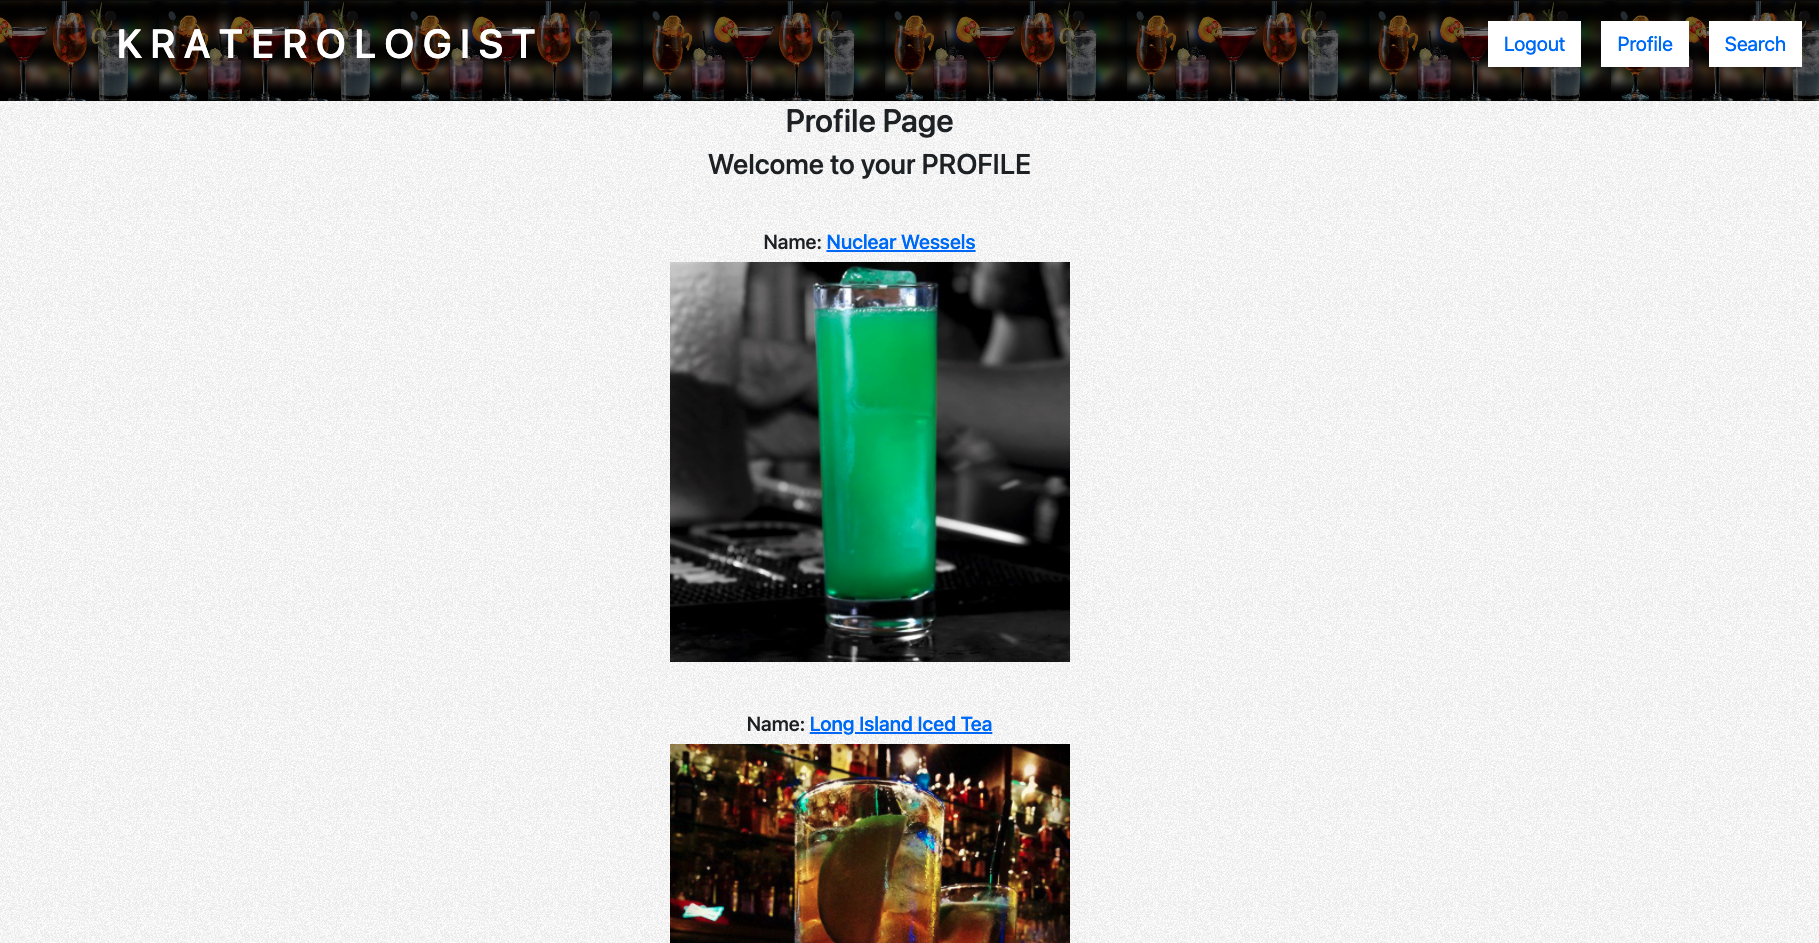 KRATEROLOGIST
Logout
Profile
Search
Profile Page
Welcome to your PROFILE
Name: Nuclear Wessels
Name: Long Island Iced Tea